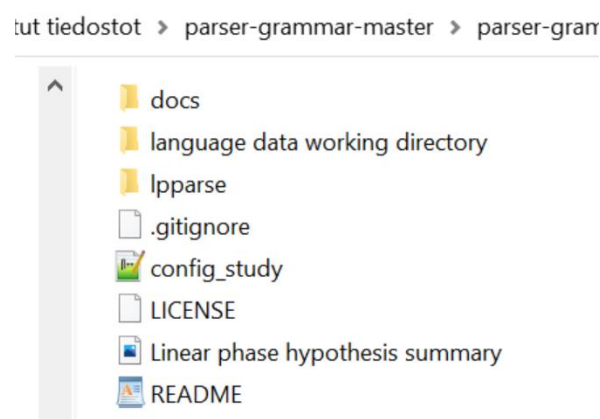 tut tiedostot > parser-grammar-master > parser-gram
docs
language data working directory
lpparse
.gitignore
config_study
LICENSE
Linear phase hypothesis summary
README